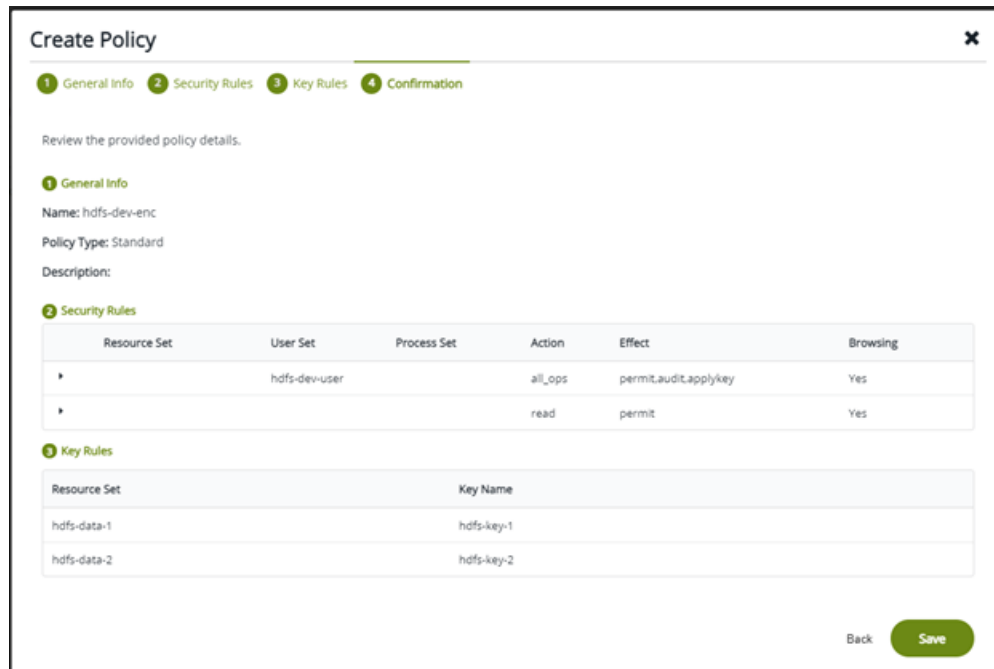 Create Policy
1 General Info 2 Security Rules 3 Key Rules 4 Confirmation
Review the provided policy details.
1 General Info
Name: hdfs-dev-enc
Policy Type: Standard
Description:
2 Security Rules
Resource Set User Set Process Set Action Effect Browsing
hdfs-dev-user all_ops permit,audit,applykey Yes
read permit Yes
3 Key Rules
Resource Set Key Name
hdfs-data-1 hdfs-key-1
hdfs-data-2 hdfs-key-2
Back Save